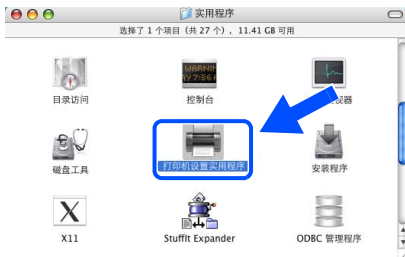 实用程序
选择了 1 个项目（共 27 个），11.41 GB 可用
WARNIN
目录访问
控制台
器
磁盘工具
打印机设置实用程序
安装程序
X11
StuffIt Expander
ODBC 管理程序